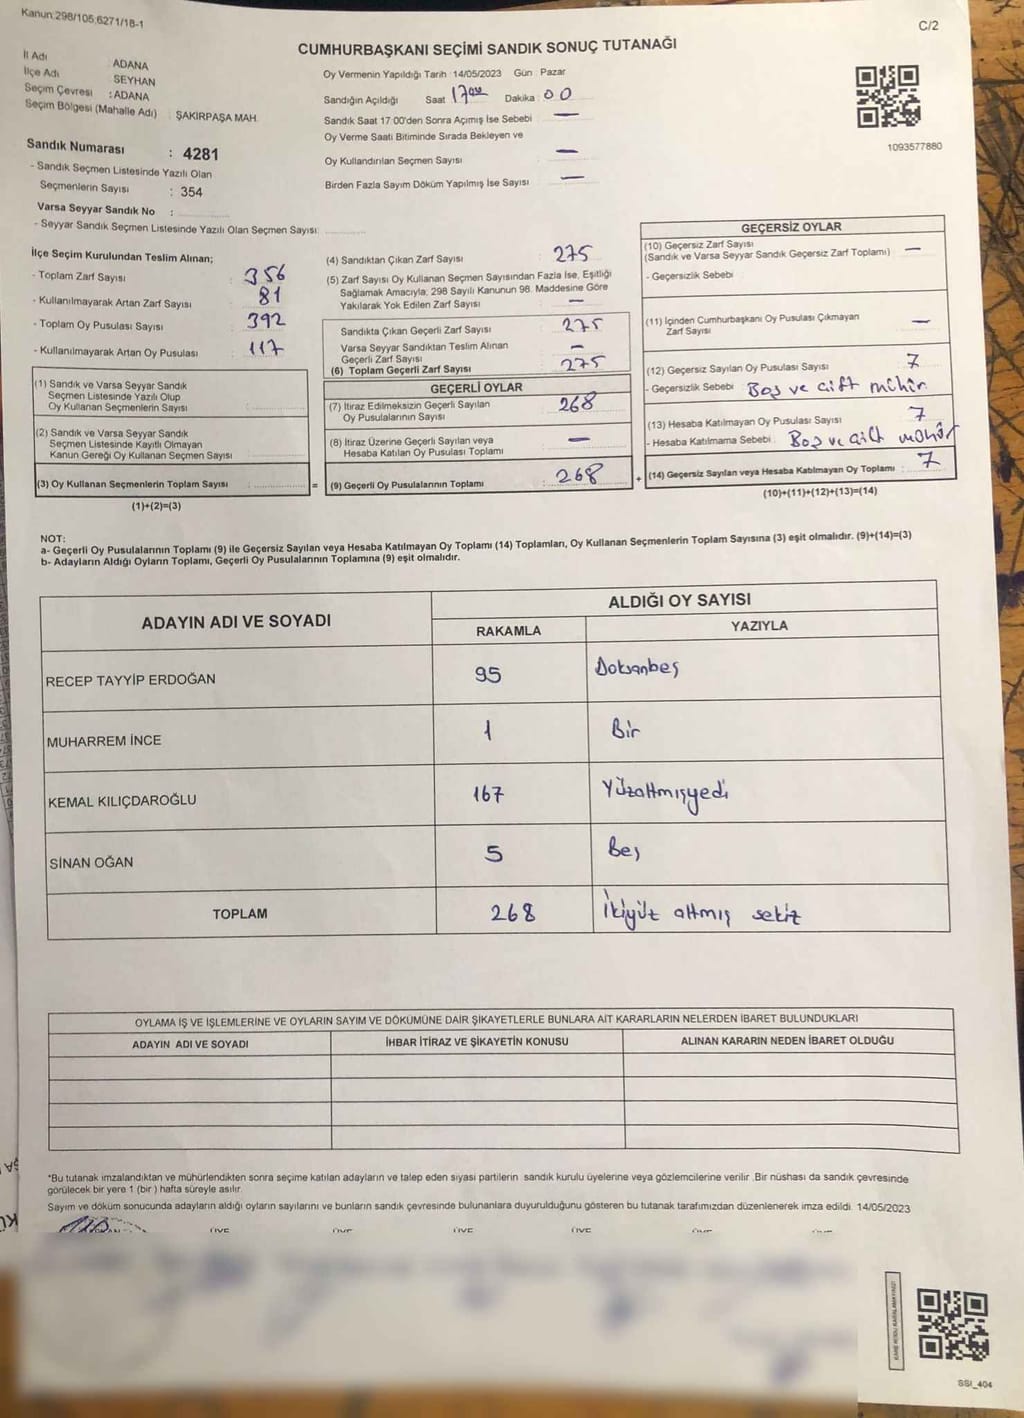 Kanun:298/105;6271/18-1
C/2
CUMHURBAŞKANI SEÇİMİ SANDIK SONUÇ TUTANAĞI
İl Adı : ADANA
İlçe Adı : SEYHAN
Seçim Çevresi : ADANA
Seçim Bölgesi (Mahalle Adı) : ŞAKİRPAŞA MAH.
Sandık Numarası : 4281
- Sandık Seçmen Listesinde Yazılı Olan
Seçmenlerin Sayısı : 354
Varsa Seyyar Sandık No :
- Seyyar Sandık Seçmen Listesinde Yazılı Olan Seçmen Sayısı:
Oy Vermenin Yapıldığı Tarih : 14/05/2023 Gün : Pazar
Sandığın Açıldığı Saat : 17 00 Dakika : 00
Sandık Saat 17:00'den Sonra Açımış İse Sebebi : —
Oy Verme Saati Bitiminde Sırada Bekleyen ve
Oy Kullandırılan Seçmen Sayısı : —
Birden Fazla Sayım Döküm Yapılmış İse Sayısı : —
1093577880
İlçe Seçim Kurulundan Teslim Alınan;
- Toplam Zarf Sayısı : 356
- Kullanılmayarak Artan Zarf Sayısı : 81
- Toplam Oy Pusulası Sayısı : 392
- Kullanılmayarak Artan Oy Pusulası : 117
(1) Sandık ve Varsa Seyyar Sandık
Seçmen Listesinde Yazılı Olup
Oy Kullanan Seçmenlerin Sayısı :
(2) Sandık ve Varsa Seyyar Sandık
Seçmen Listesinde Kayıtlı Olmayan
Kanun Gereği Oy Kullanan Seçmen Sayısı :
(3) Oy Kullanan Seçmenlerin Toplam Sayısı : =
(1)+(2)=(3)
(4) Sandıktan Çıkan Zarf Sayısı : 275
(5) Zarf Sayısı Oy Kullanan Seçmen Sayısından Fazla İse, Eşitliği
Sağlamak Amacıyla; 298 Sayılı Kanunun 98. Maddesine Göre
Yakılarak Yok Edilen Zarf Sayısı : —
Sandıkta Çıkan Geçerli Zarf Sayısı : 275
Varsa Seyyar Sandıktan Teslim Alınan
Geçerli Zarf Sayısı : —
(6) Toplam Geçerli Zarf Sayısı : 275
GEÇERLİ OYLAR
(7) İtiraz Edilmeksizin Geçerli Sayılan
Oy Pusulalarının Sayısı : 268
(8) İtiraz Üzerine Geçerli Sayılan veya
Hesaba Katılan Oy Pusulası Toplamı : —
(9) Geçerli Oy Pusulalarının Toplamı : 268 +
GEÇERSİZ OYLAR
(10) Geçersiz Zarf Sayısı
(Sandık ve Varsa Seyyar Sandık Geçersiz Zarf Toplamı) : —
- Geçersizlik Sebebi :
(11) İçinden Cumhurbaşkanı Oy Pusulası Çıkmayan
Zarf Sayısı : —
(12) Geçersiz Sayılan Oy Pusulası Sayısı : 7
- Geçersizlik Sebebi : Boş ve çift mühür
(13) Hesaba Katılmayan Oy Pusulası Sayısı : 7
- Hesaba Katılmama Sebebi : Boş ve çift mühür
(14) Geçersiz Sayılan veya Hesaba Katılmayan Oy Toplamı : 7
(10)+(11)+(12)+(13)=(14)
NOT:
a- Geçerli Oy Pusulalarının Toplamı (9) ile Geçersiz Sayılan veya Hesaba Katılmayan Oy Toplamı (14) Toplamları, Oy Kullanan Seçmenlerin Toplam Sayısına (3) eşit olmalıdır. (9)+(14)=(3)
b- Adayların Aldığı Oyların Toplamı, Geçerli Oy Pusulalarının Toplamına (9) eşit olmalıdır.
ADAYIN ADI VE SOYADI
ALDIĞI OY SAYISI
RAKAMLA YAZIYLA
RECEP TAYYİP ERDOĞAN 95 Doksanbeş
MUHARREM İNCE 1 Bir
KEMAL KILIÇDAROĞLU 167 Yüzaltmışyedi
SİNAN OĞAN 5 Beş
TOPLAM 268 İkiyüz altmış sekiz
OYLAMA İŞ VE İŞLEMLERİNE VE OYLARIN SAYIM VE DÖKÜMÜNE DAİR ŞİKAYETLERLE BUNLARA AİT KARARLARIN NELERDEN İBARET BULUNDUKLARI
ADAYIN ADI VE SOYADI İHBAR İTİRAZ VE ŞİKAYETİN KONUSU ALINAN KARARIN NEDEN İBARET OLDUĞU
*Bu tutanak imzalandıktan ve mühürlendikten sonra seçime katılan adayların ve talep eden siyasi partilerin sandık kurulu üyelerine veya gözlemcilerine verilir. Bir nüshası da sandık çevresinde
görülecek bir yere 1 (bir) hafta süreyle asılır.
Sayım ve döküm sonucunda adayların aldığı oyların sayılarını ve bunların sandık çevresinde bulunanlara duyurulduğunu gösteren bu tutanak tarafımızdan düzenlenerek imza edildi. 14/05/2023
ÜYE ÜYE ÜYE ÜYE
SSI_404